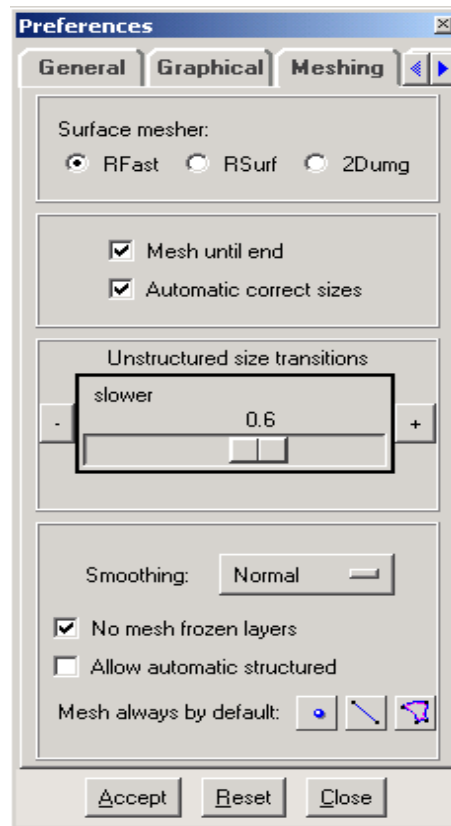 Preferences
General Graphical Meshing
Surface mesher:
RFast RSurf 2Dumg
Mesh until end
Automatic correct sizes
Unstructured size transitions
slower
0.6
- +
Smoothing: Normal
No mesh frozen layers
Allow automatic structured
Mesh always by default:
Accept Reset Close